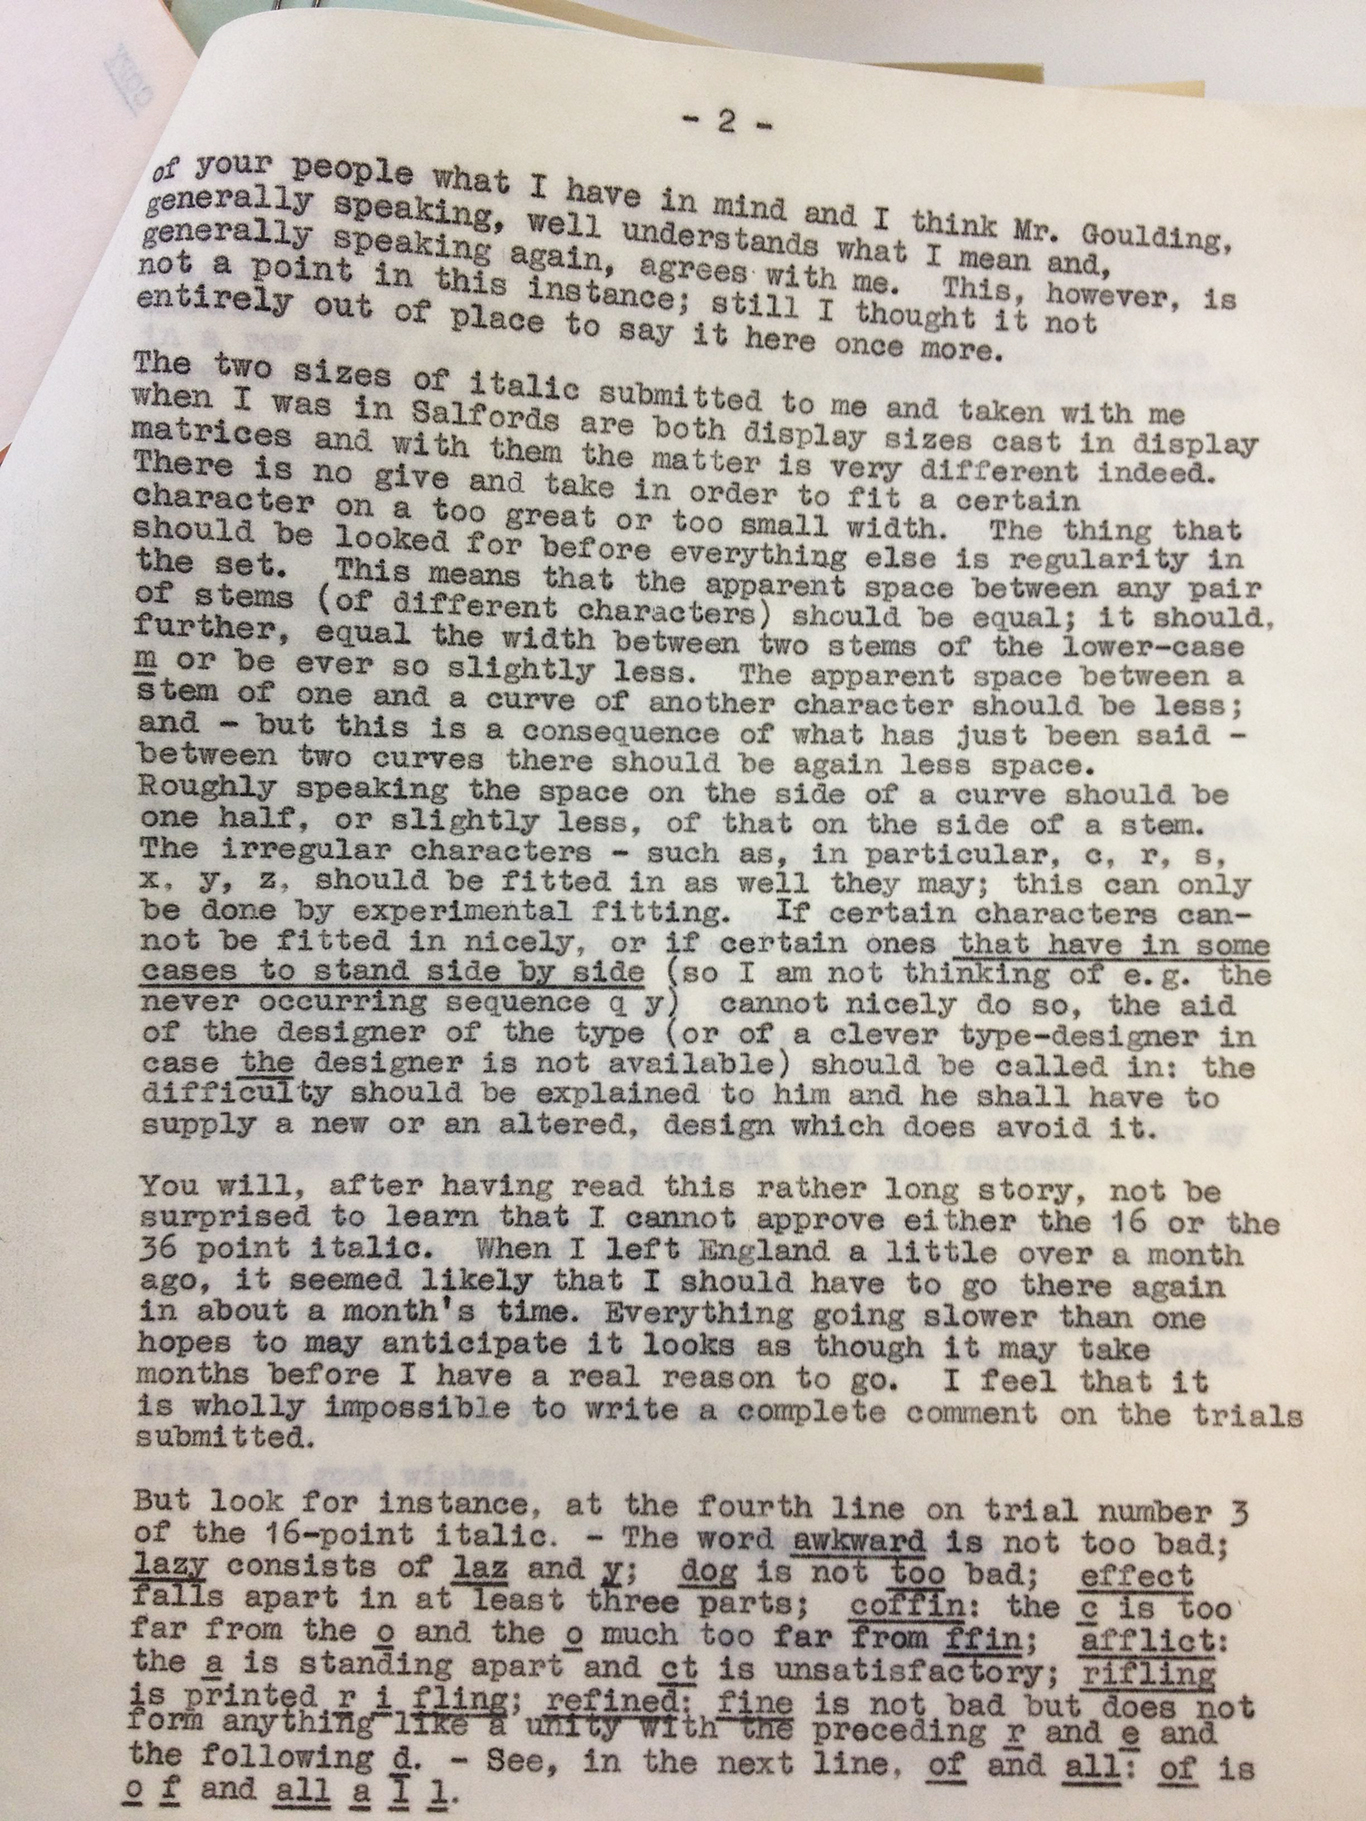 COPY
- 2 -
of your people what I have in mind and I think Mr. Goulding,
generally speaking, well understands what I mean and,
generally speaking again, agrees with me.  This, however, is
not a point in this instance; still I thought it not
entirely out of place to say it here once more.
The two sizes of italic submitted to me and taken with me
when I was in Salfords are both display sizes cast in display
matrices and with them the matter is very different indeed.
There is no give and take in order to fit a certain
character on a too great or too small width.  The thing that
should be looked for before everything else is regularity in
the set.  This means that the apparent space between any pair
of stems (of different characters) should be equal; it should,
further, equal the width between two stems of the lower-case
m or be ever so slightly less.  The apparent space between a
stem of one and a curve of another character should be less;
and - but this is a consequence of what has just been said -
between two curves there should be again less space.
Roughly speaking the space on the side of a curve should be
one half, or slightly less, of that on the side of a stem.
The irregular characters - such as, in particular, c, r, s,
x, y, z, should be fitted in as well they may; this can only
be done by experimental fitting.  If certain characters can-
not be fitted in nicely, or if certain ones that have in some
cases to stand side by side (so I am not thinking of e.g. the
never occurring sequence q y)  cannot nicely do so, the aid
of the designer of the type (or of a clever type-designer in
case the designer is not available) should be called in: the
difficulty should be explained to him and he shall have to
supply a new or an altered, design which does avoid it.
You will, after having read this rather long story, not be
surprised to learn that I cannot approve either the 16 or the
36 point italic.  When I left England a little over a month
ago, it seemed likely that I should have to go there again
in about a month's time. Everything going slower than one
hopes to may anticipate it looks as though it may take
months before I have a real reason to go.  I feel that it
is wholly impossible to write a complete comment on the trials
submitted.
But look for instance, at the fourth line on trial number 3
of the 16-point italic. - The word awkward is not too bad;
lazy consists of laz and y;  dog is not too bad;  effect
falls apart in at least three parts;  coffin: the c is too
far from the o and the o much too far from ffin;  afflict:
the a is standing apart and ct is unsatisfactory; rifling
is printed r i fling; refined: fine is not bad but does not
form anything like a unity with the preceding r and e and
the following d. - See, in the next line, of and all: of is
o f and all a l l.